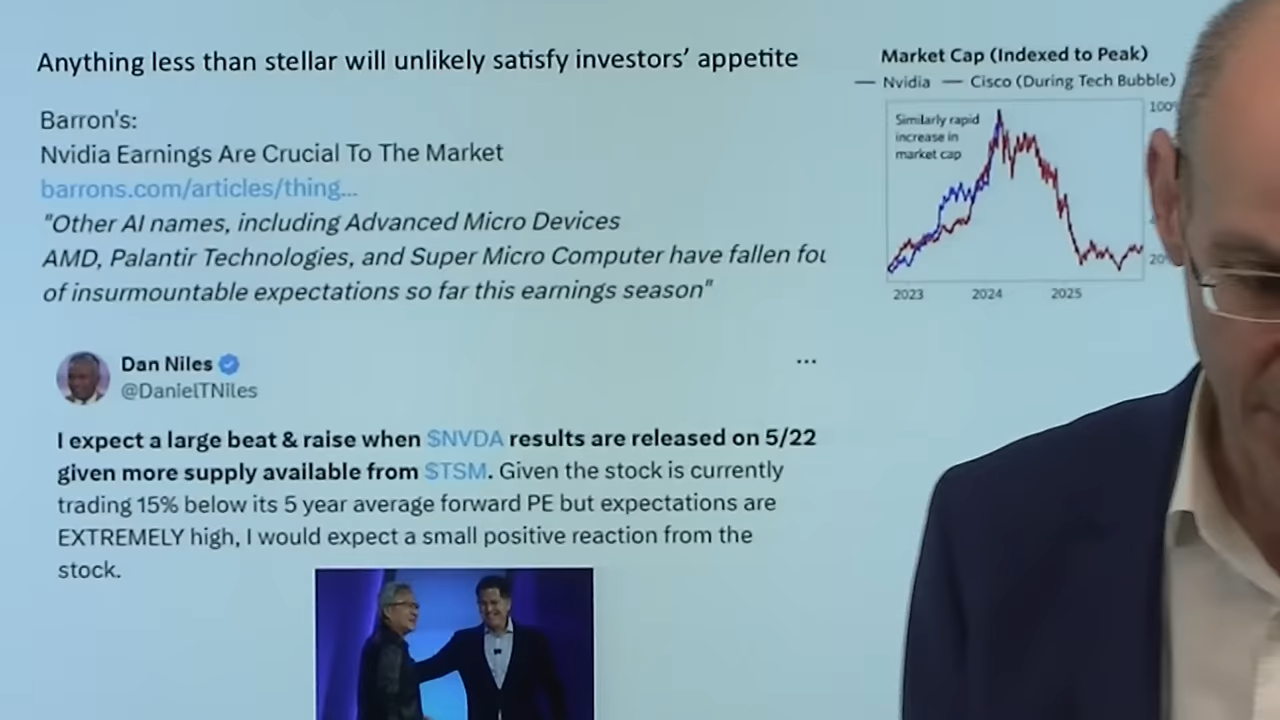 Anything less than stellar will unlikely satisfy investors' appetite
Barron's:
Nvidia Earnings Are Crucial To The Market
barrons.com/articles/thing...
"Other AI names, including Advanced Micro Devices
AMD, Palantir Technologies, and Super Micro Computer have fallen
of insurmountable expectations so far this earnings season"
Dan Niles
@DanielTNiles
...
I expect a large beat & raise when $NVDA results are released on 5/22
given more supply available from $TSM. Given the stock is currently
trading 15% below its 5 year average forward PE but expectations are
EXTREMELY high, I would expect a small positive reaction from the
stock.
Market Cap (Indexed to Peak)
Nvidia — Cisco (During Tech Bubble)
Similarly rapid
increase in
market cap
100%
20%
2023 2024 2025